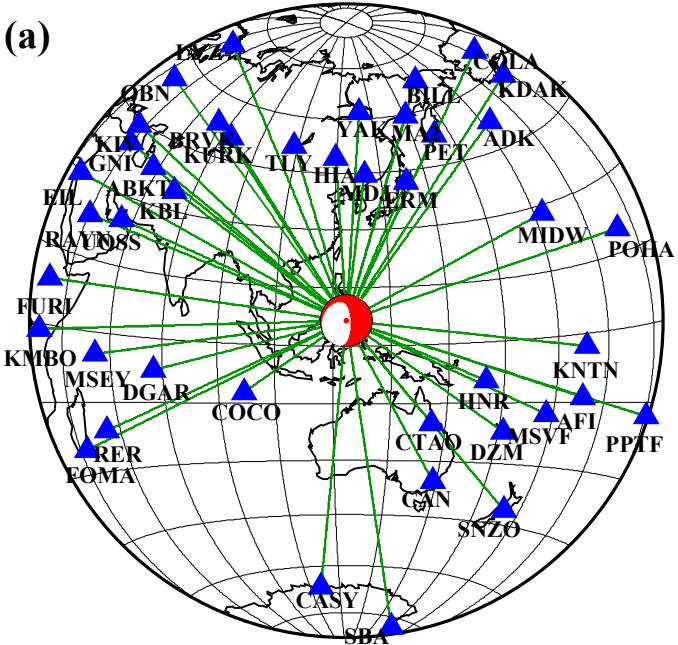 (a)
LVZ
COLA
KDAK
OBN
BILL
YAK
MA2
ADK
KIV
BRVK
KURK
PET
GNI
TLY
HIA
ABKT
MDJ
ERM
EIL
KBL
RAYN
UOSS
MIDW
POHA
FURI
KMBO
MSEY
DGAR
COCO
KNTN
HNR
AFI
MSVF
PPTF
CTAO
DZM
RER
FOMA
CAN
SNZO
CASY
SBA